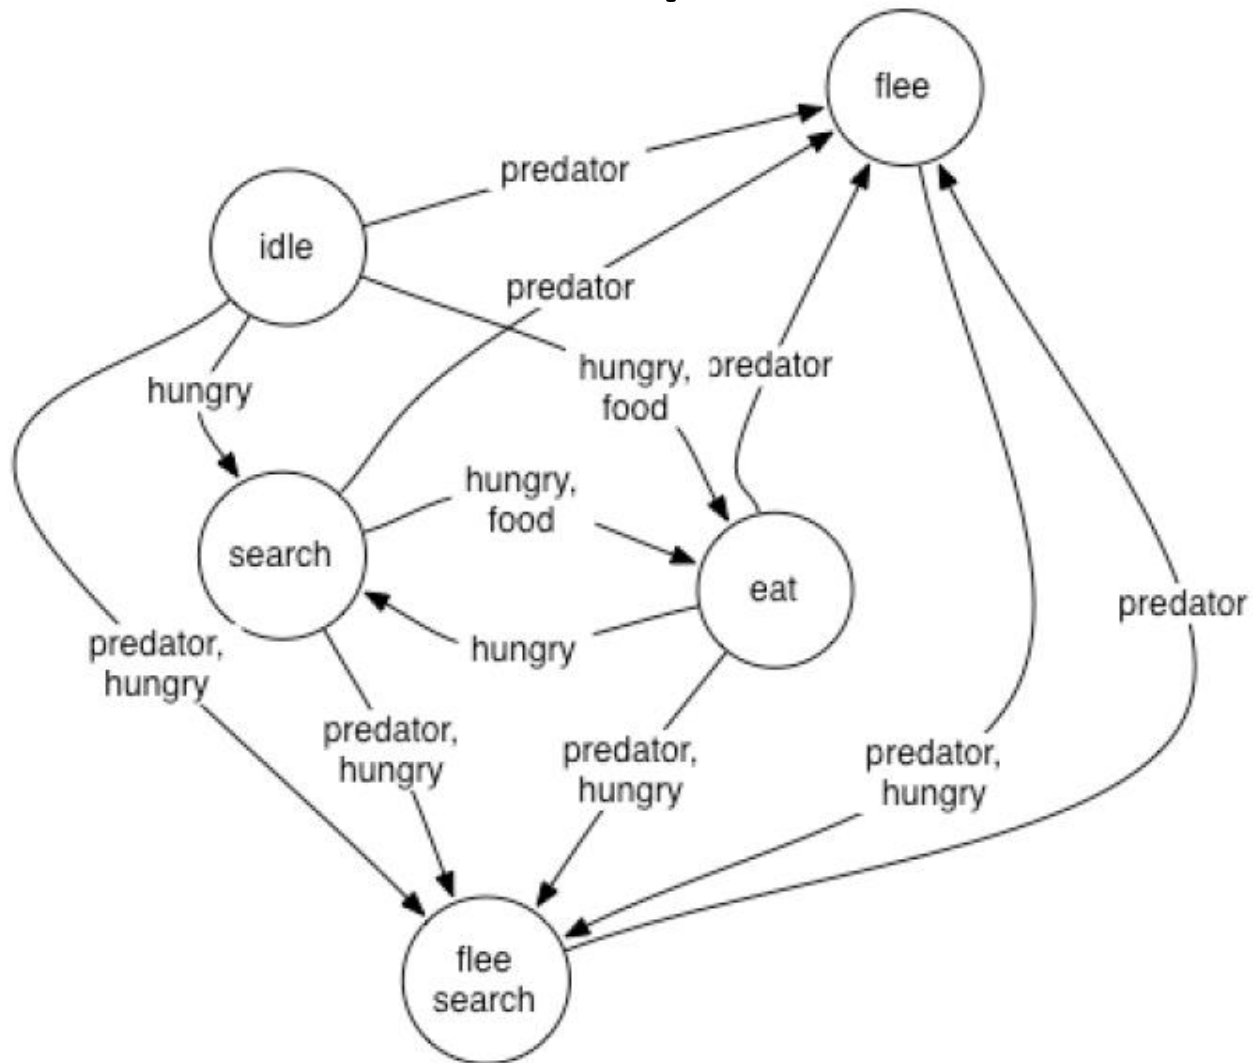 flee
predator
idle
predator
hungry, predator
food
hungry
hungry,
food
search
eat
predator
hungry
predator,
hungry
predator,
hungry
predator,
hungry
predator,
hungry
flee
search